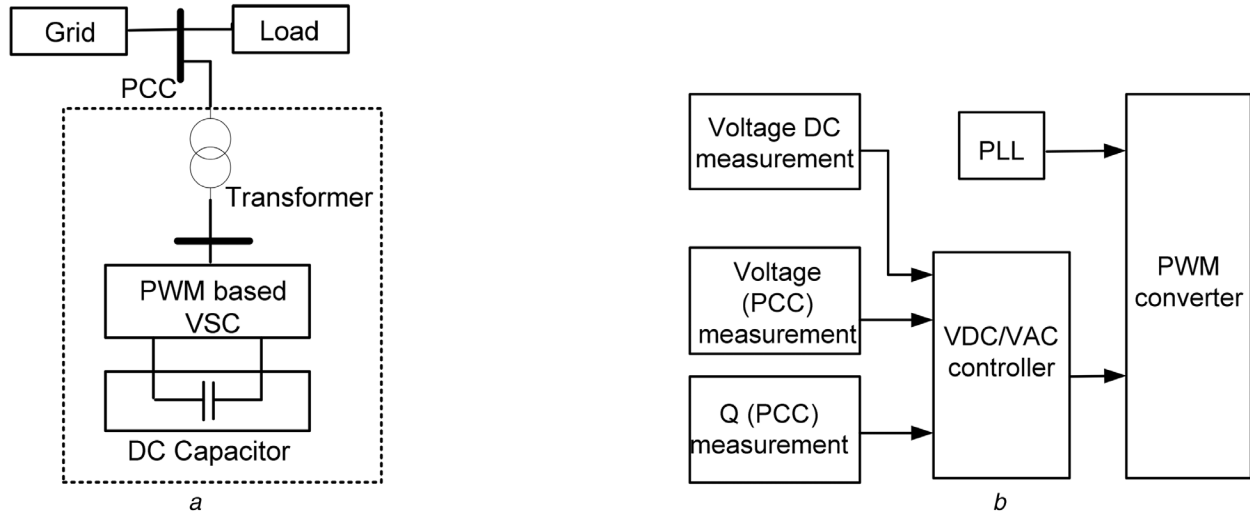 Grid
Load
PCC
Transformer
PWM based
VSC
DC Capacitor
a
Voltage DC
measurement
PLL
Voltage
(PCC)
measurement
VDC/VAC
controller
PWM
converter
Q (PCC)
measurement
b